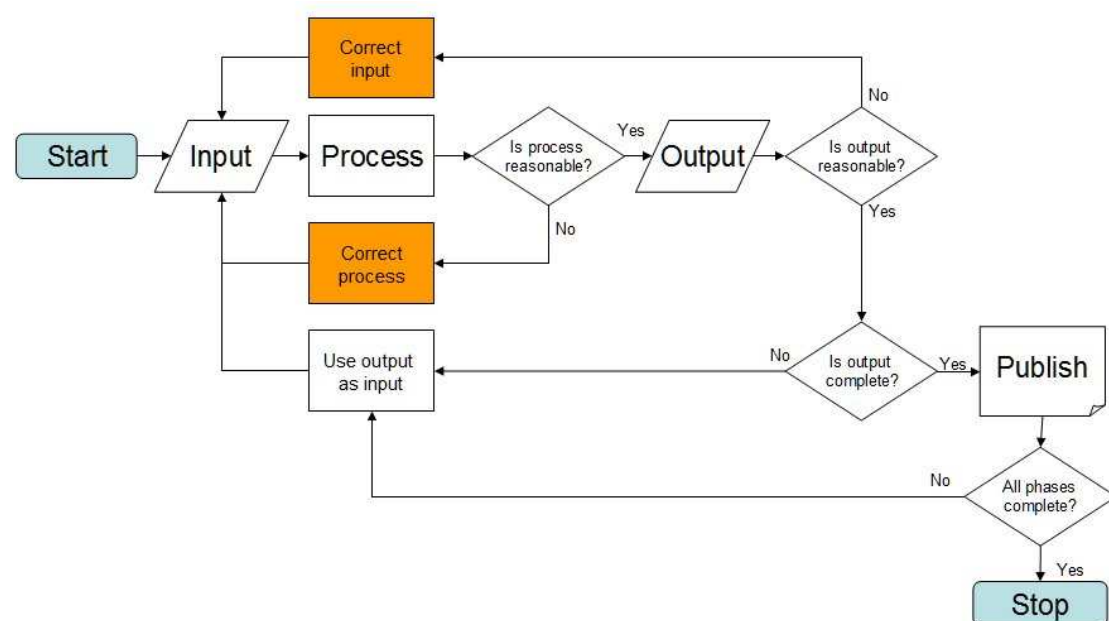 Correct
input
No
Start
Input
Process
Is process
reasonable?
Yes
Output
Is output
reasonable?
Yes
No
Correct
process
Use output
as input
No
Is output
complete?
Yes
Publish
No
All phases
complete?
Yes
Stop